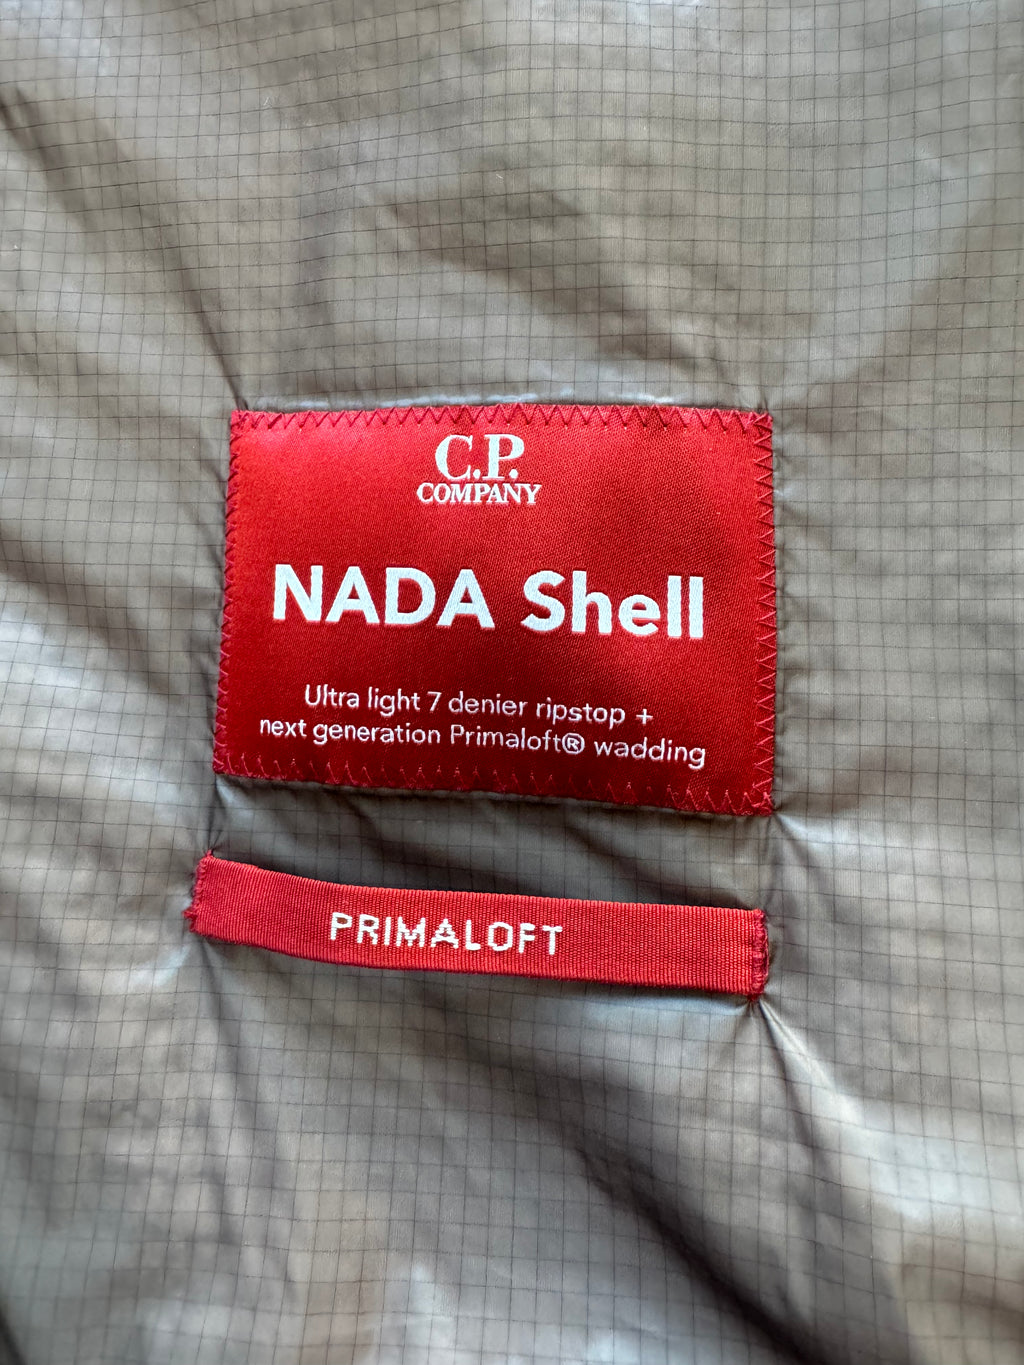 C.P.
COMPANY
NADA Shell
Ultra light 7 denier ripstop +
next generation Primaloft® wadding
PRIMALOFT